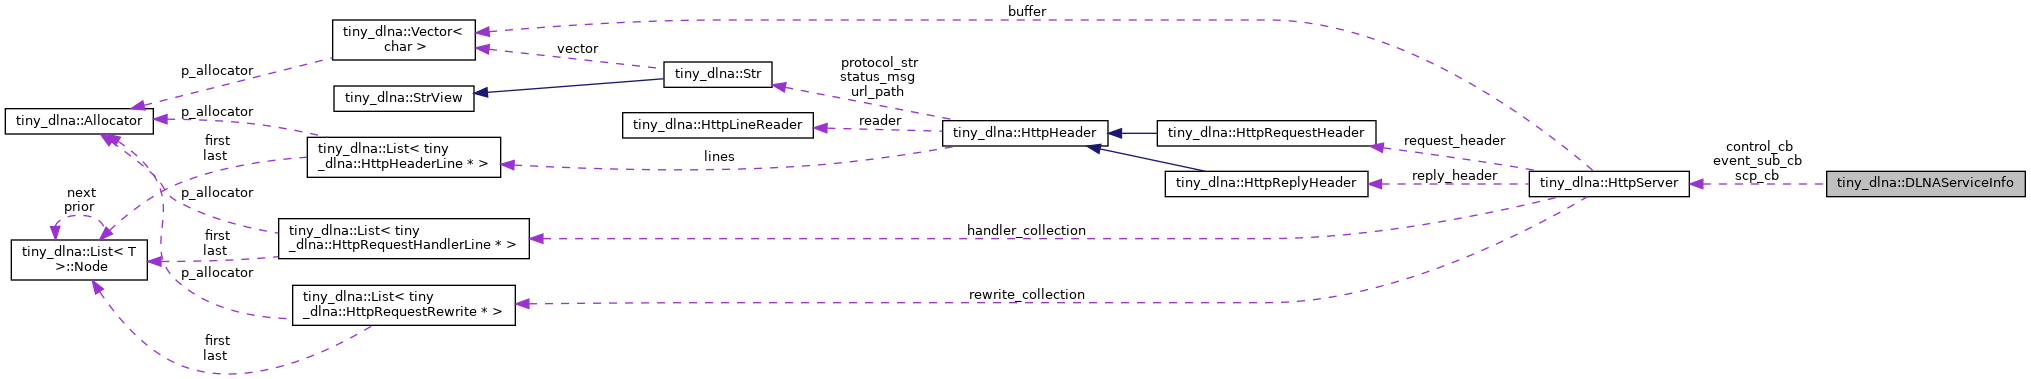 buffer
tiny_dlna::Vector<
char >
vector
p_allocator
tiny_dlna::Str
protocol_str
status_msg
url_path
tiny_dlna::StrView
tiny_dlna::Allocator
p_allocator
tiny_dlna::HttpLineReader
reader
tiny_dlna::HttpHeader
tiny_dlna::HttpRequestHeader
request_header
first
last
tiny_dlna::List< tiny
_dlna::HttpHeaderLine * >
lines
control_cb
event_sub_cb
scp_cb
tiny_dlna::HttpReplyHeader
reply_header
tiny_dlna::HttpServer
tiny_dlna::DLNAServiceInfo
next
prior
p_allocator
tiny_dlna::List< tiny
_dlna::HttpRequestHandlerLine * >
handler_collection
first
last
tiny_dlna::List< T
>::Node
p_allocator
tiny_dlna::List< tiny
_dlna::HttpRequestRewrite * >
rewrite_collection
first
last